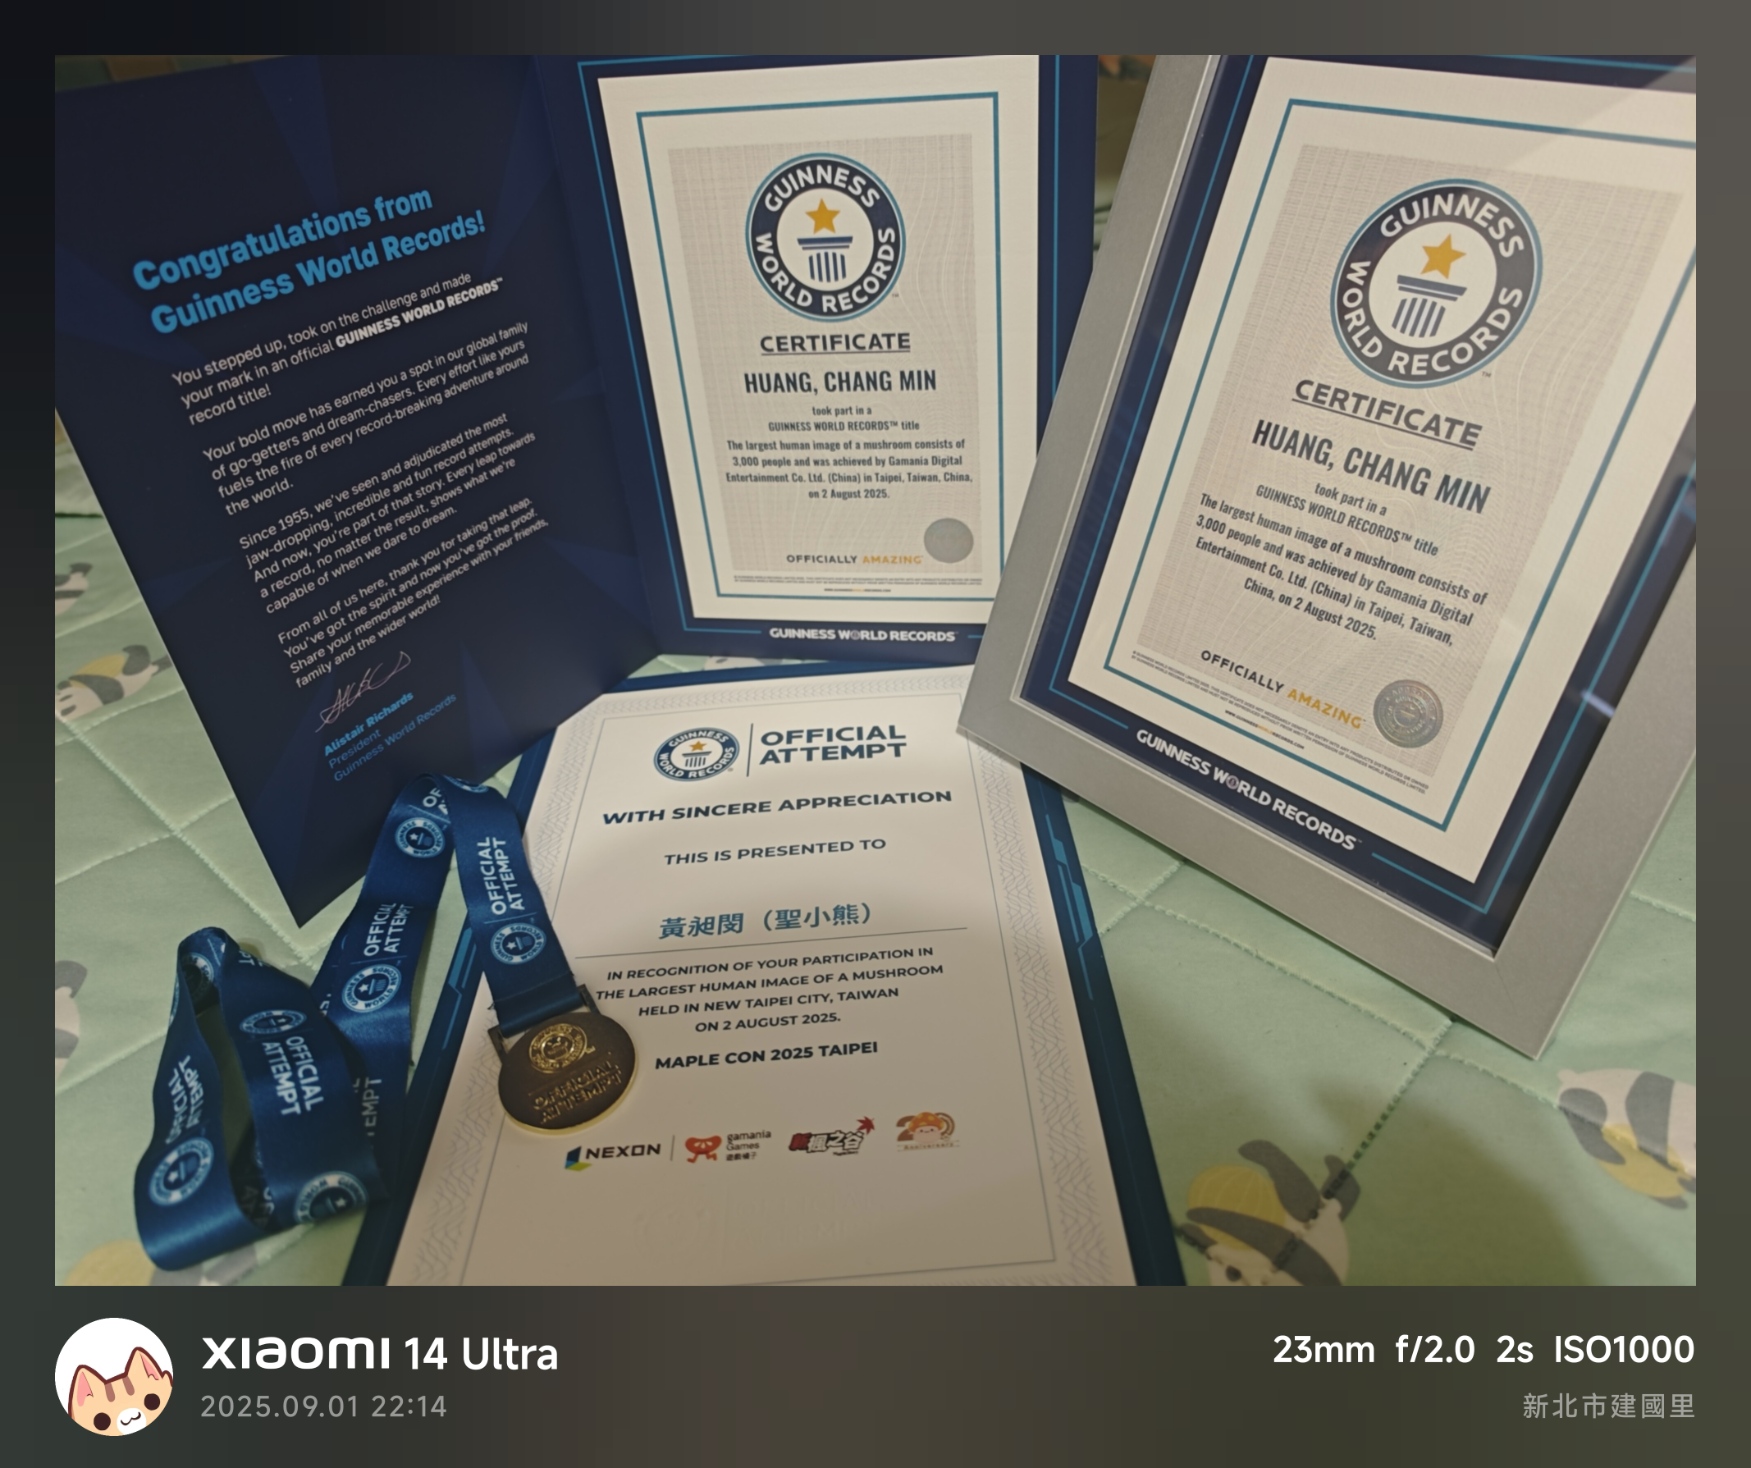 Congratulations from
Guinness World Records!
You stepped up, took on the challenge and made
your mark in an official GUINNESS WORLD RECORDS™
record title!
Your bold move has earned you a spot in our global family
of go-getters and dream-chasers. Every effort like yours
fuels the fire of every record-breaking adventure around
the world.
Since 1955, we've seen and adjudicated the most
jaw-dropping, incredible and fun record attempts.
And now, you're part of that story. Every leap towards
a record, no matter the result, shows what we're
capable of when we dare to dream.
From all of us here, thank you for taking that leap.
You've got the spirit and now you've got the proof.
Share your memorable experience with your friends,
family and the wider world!
Alistair Richards
President
Guinness World Records
GUINNESS
WORLD RECORDS
CERTIFICATE
HUANG, CHANG MIN
took part in a
GUINNESS WORLD RECORDS™ title
The largest human image of a mushroom consists of
3,000 people and was achieved by Gamania Digital
Entertainment Co. Ltd. (China) in Taipei, Taiwan, China,
on 2 August 2025.
OFFICIALLY AMAZING
GUINNESS WORLD RECORDS
GUINNESS
WORLD RECORDS
CERTIFICATE
HUANG, CHANG MIN
took part in a
GUINNESS WORLD RECORDS™ title
The largest human image of a mushroom consists of
3,000 people and was achieved by Gamania Digital
Entertainment Co. Ltd. (China) in Taipei, Taiwan,
China, on 2 August 2025.
OFFICIALLY AMAZING
GUINNESS WORLD RECORDS™
GUINNESS
WORLD RECORDS
OFFICIAL
ATTEMPT
WITH SINCERE APPRECIATION
THIS IS PRESENTED TO
黃昶閔（聖小熊）
IN RECOGNITION OF YOUR PARTICIPATION IN
THE LARGEST HUMAN IMAGE OF A MUSHROOM
HELD IN NEW TAIPEI CITY, TAIWAN
ON 2 AUGUST 2025.
MAPLE CON 2025 TAIPEI
NEXON
gamania
Games
遊戲橘子
新楓之谷
20
OFFICIAL
ATTEMPT
OFFICIAL
ATTEMPT
OFFICIAL
ATTEMPT
OFFICIAL
ATTEMPT
OFFICIAL
ATTEMPT
xiaomi 14 Ultra
2025.09.01 22:14
23mm f/2.0 2s ISO1000
新北市建國里